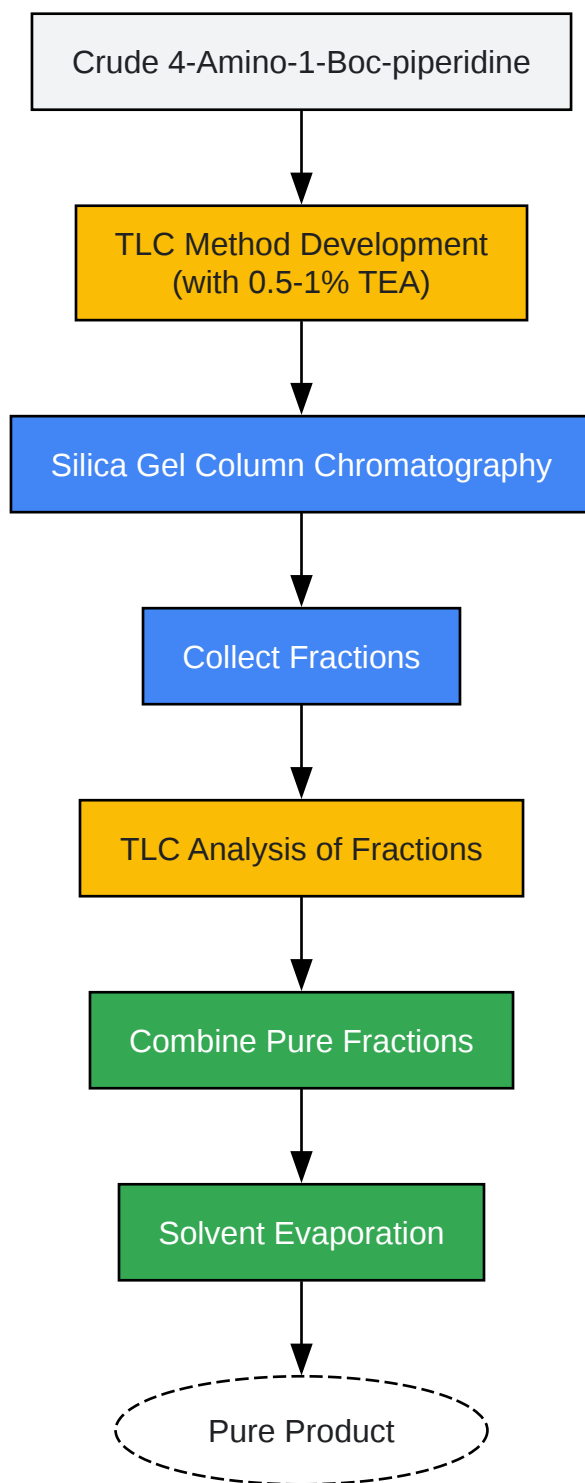 Crude 4-Amino-1-Boc-piperidine
TLC Method Development
(with 0.5-1% TEA)
Silica Gel Column Chromatography
Collect Fractions
TLC Analysis of Fractions
Combine Pure Fractions
Solvent Evaporation
Pure Product